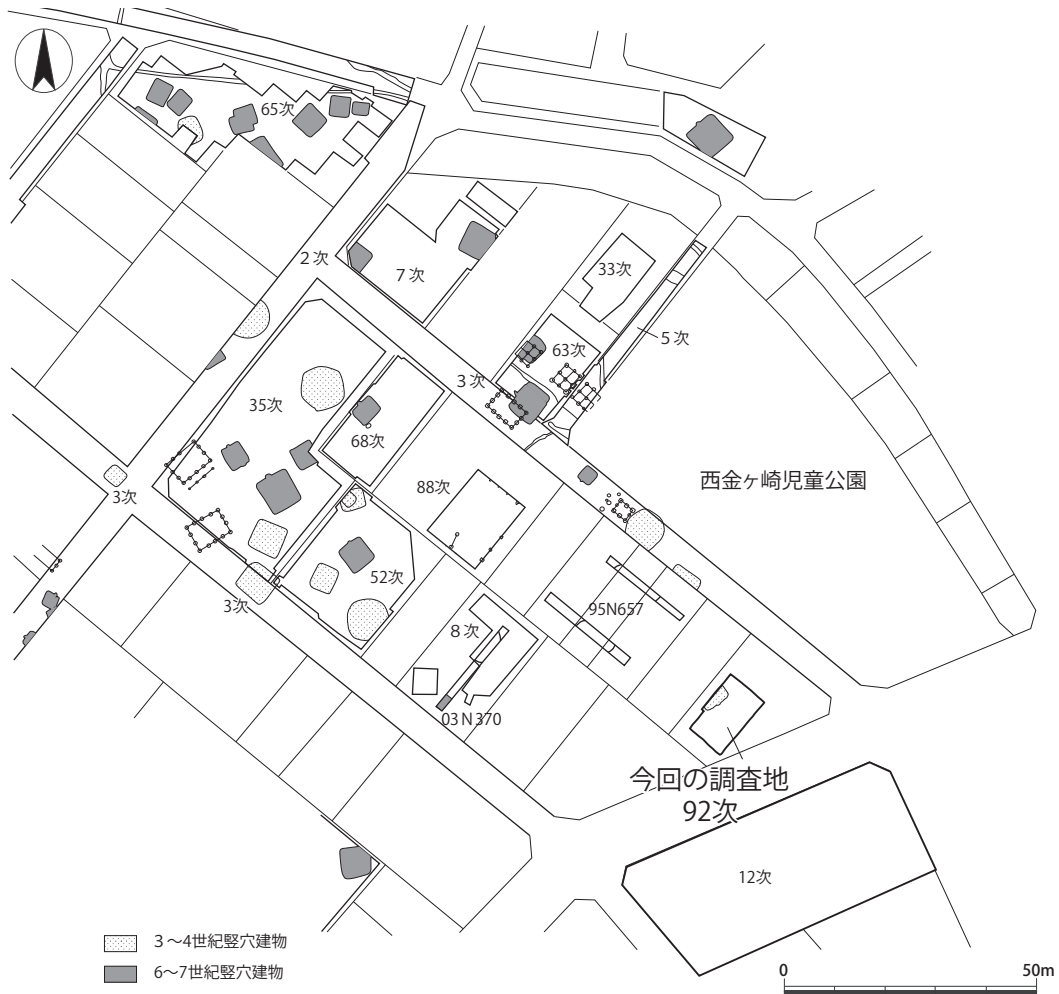 65次
2次
7次
33次
5次
63次
3次
35次
68次
西金ヶ崎児童公園
88次
3次
52次
3次
95N657
8次
03N370
今回の調査地
92次
12次
3〜4世紀竪穴建物
6〜7世紀竪穴建物
0
50m